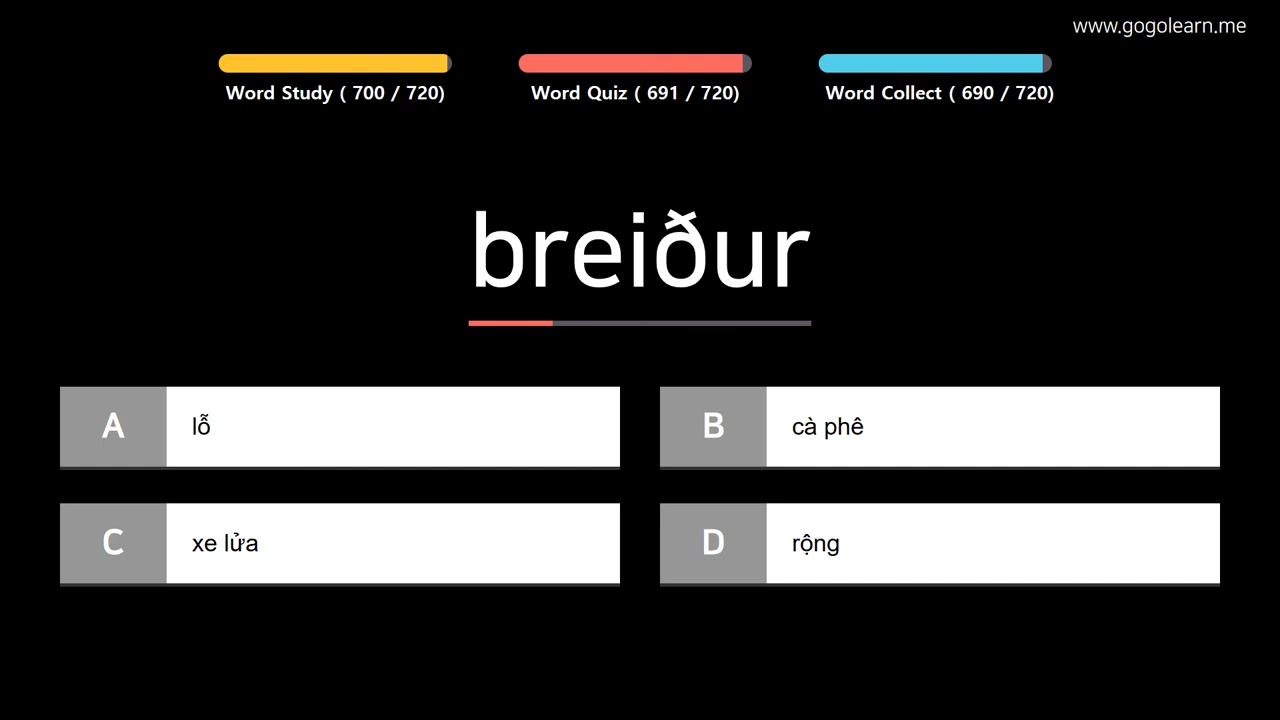 www.gogolearn.me
Word Study ( 700 / 720)
Word Quiz ( 691 / 720)
Word Collect ( 690 / 720)
breiður
A lỗ
B cà phê
C xe lửa
D rộng